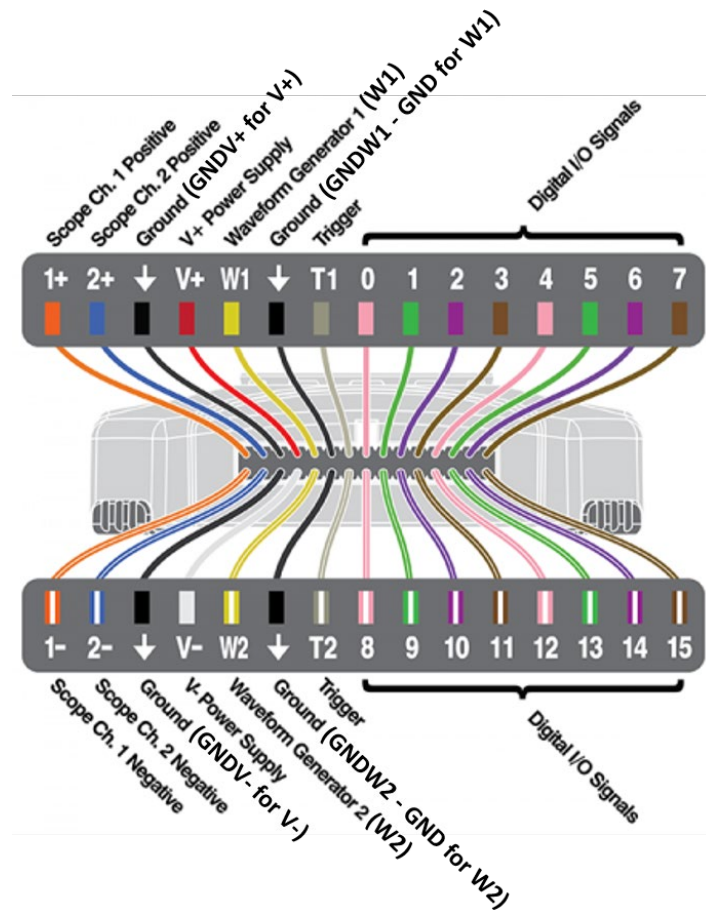 Scope Ch. 1 Positive
Scope Ch. 2 Positive
Ground (GNDV+ for V+)
V+ Power Supply
Waveform Generator 1 (W1)
Ground (GNDW1 - GND for W1)
Trigger
Digital I/O Signals
1+ 2+ ↓ V+ W1 ↓ T1 0 1 2 3 4 5 6 7
1- 2- ↓ V- W2 ↓ T2 8 9 10 11 12 13 14 15
Scope Ch. 1 Negative
Scope Ch. 2 Negative
Ground (GNDV- for V-)
V- Power Supply
Waveform Generator 2 (W2)
Ground (GNDW2 - GND for W2)
Trigger
Digital I/O Signals